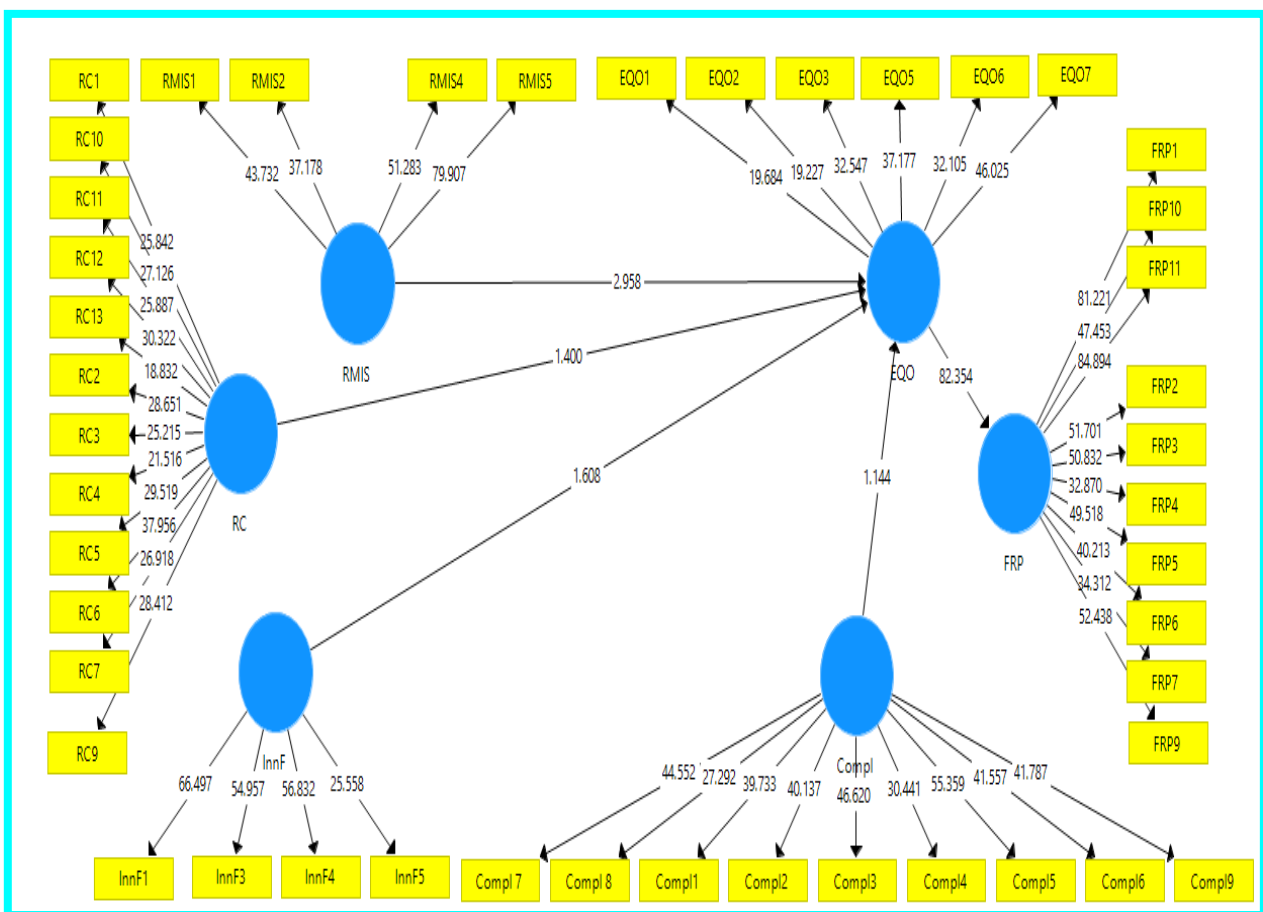 RC1
RMIS1
RMIS2
RMIS4
RMIS5
EQO1
EQO2
EQO3
EQO5
EQO6
EQO7
RC10
RC11
RC12
RC13
RC2
RC3
RC4
RC5
RC6
RC7
RC9
25.842
27.126
25.887
30.322
18.832
28.651
25.215
21.516
29.519
37.956
26.918
28.412
RC
43.732
37.178
51.283
79.907
RMIS
19.684
19.227
32.547
37.177
32.105
46.025
EQO
2.958
1.400
1.608
1.144
82.354
FRP1
FRP10
FRP11
FRP2
FRP3
FRP4
FRP5
FRP6
FRP7
FRP9
81.221
47.453
84.894
51.701
50.832
32.870
49.518
40.213
34.312
52.438
FRP
InnF
66.497
54.957
56.832
25.558
InnF1
InnF3
InnF4
InnF5
Compl
44.552
27.292
39.733
40.137
46.620
30.441
55.359
41.557
41.787
Compl 7
Compl 8
Compl1
Compl2
Compl3
Compl4
Compl5
Compl6
Compl9